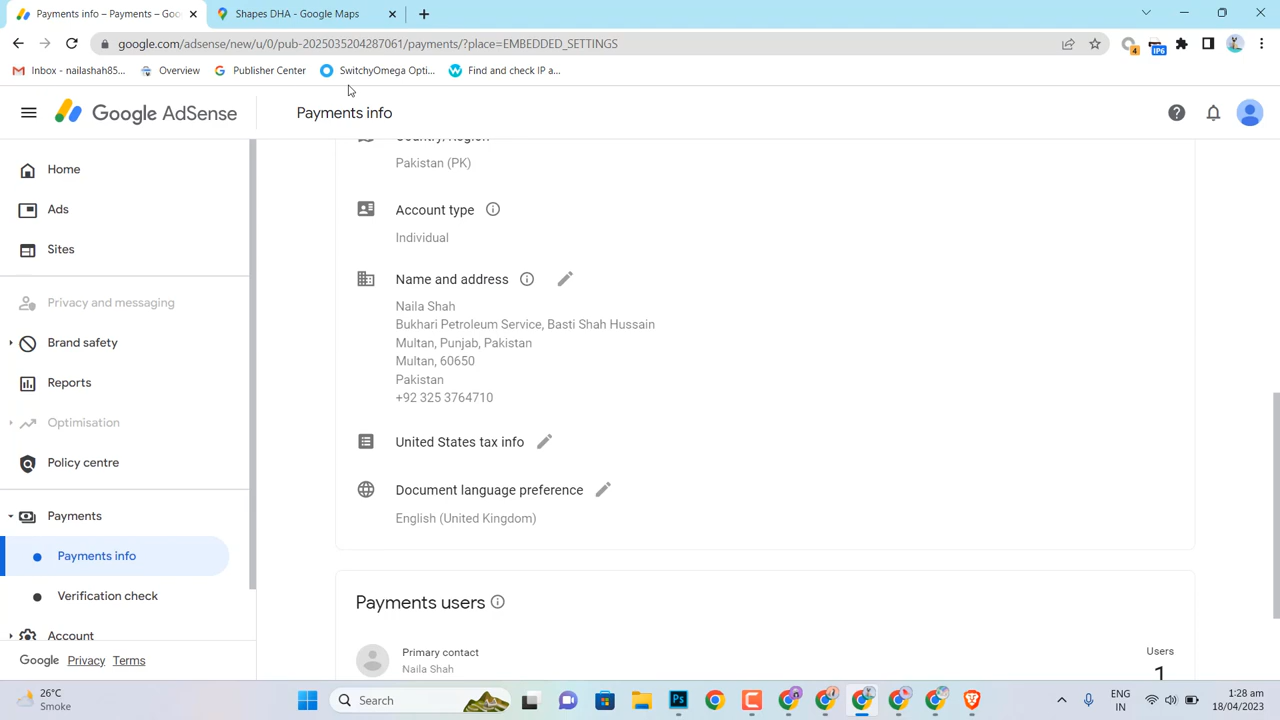 Payments info – Payments – Goo
Shapes DHA - Google Maps
google.com/adsense/new/u/0/pub-2025035204287061/payments/?place=EMBEDDED_SETTINGS
4
IP6
Inbox - nailashah85...
Overview
Publisher Center
SwitchyOmega Opti...
Find and check IP a...
Google AdSense
Payments info
Home
Ads
Sites
Privacy and messaging
Brand safety
Reports
Optimisation
Policy centre
Payments
Payments info
Verification check
Account
Google Privacy Terms
Country/Region
Pakistan (PK)
Account type
Individual
Name and address
Naila Shah
Bukhari Petroleum Service, Basti Shah Hussain
Multan, Punjab, Pakistan
Multan, 60650
Pakistan
+92 325 3764710
United States tax info
Document language preference
English (United Kingdom)
Payments users
Primary contact
Naila Shah
Users
1
26°C
Smoke
Search
Ps
ENG
IN
1:28 am
18/04/2023